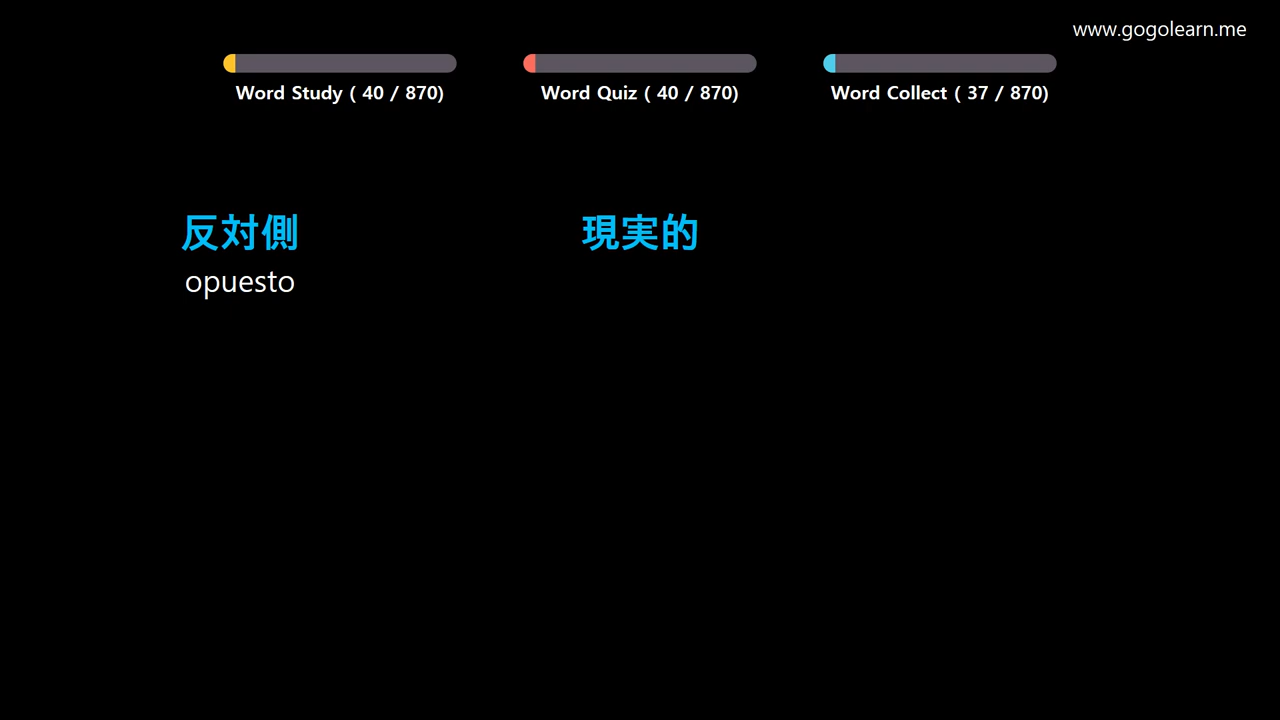 www.gogolearn.me
Word Study ( 40 / 870)
Word Quiz ( 40 / 870)
Word Collect ( 37 / 870)
反対側
現実的
opuesto